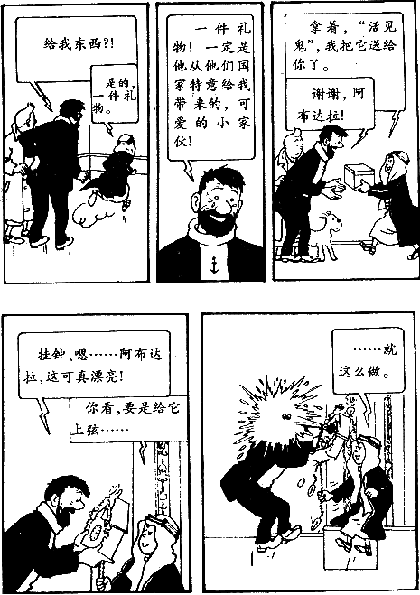 给我东西?!
是的,
一件礼
物。
一件礼
物!一定是
他从他们国
家特意给我
带来的,可
爱的小家
伙!
拿着,“活见
鬼”,我把它送给
你了。
谢谢,阿
布达拉!
挂钟,嗯……阿布达
拉,这可真漂亮!
你看,要是给它
上弦……
……就
这么做。